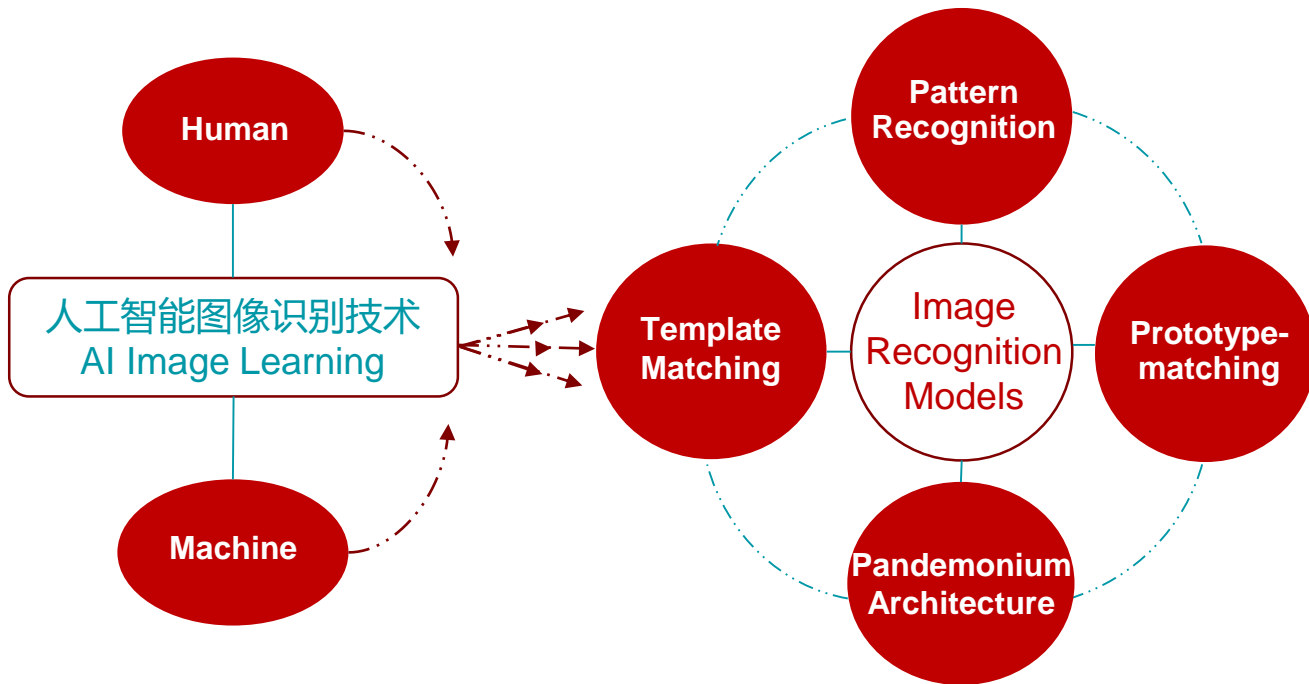 Human
人工智能图像识别技术
AI Image Learning
Machine
Pattern
Recognition
Template
Matching
Image
Recognition
Models
Prototype-
matching
Pandemonium
Architecture